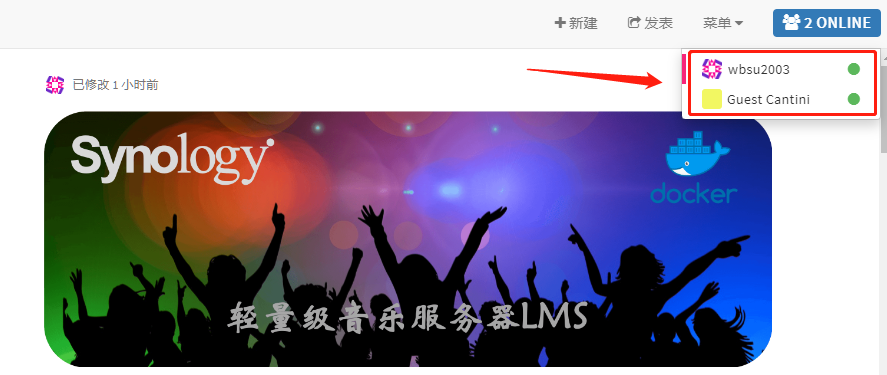 新建 发表 菜单 2 ONLINE
wbsu2003
Guest Cantini
已修改 1 小时前
Synology
docker
轻量级音乐服务器LMS